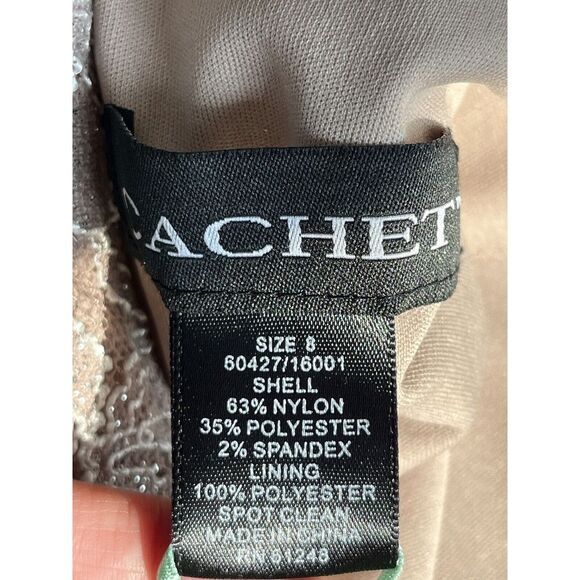 CACHET
SIZE 8
60427/16001
SHELL
63% NYLON
35% POLYESTER
2% SPANDEX
LINING
100% POLYESTER
SPOT CLEAN
MADE IN CHINA
RN 61248